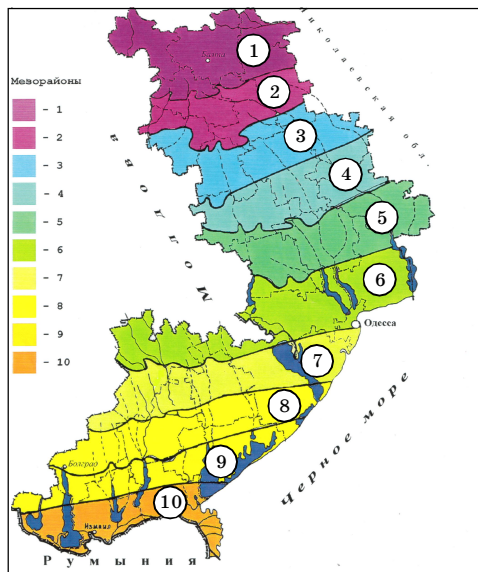 Николаевская обл.
1
Балта
Мезорайоны
- 1
- 2
- 3
- 4
- 5
- 6
- 7
- 8
- 9
- 10
2
3
4
5
6
Молдова
Одесса
7
8
9
10
Болград
Измаил
Черное море
Румыния